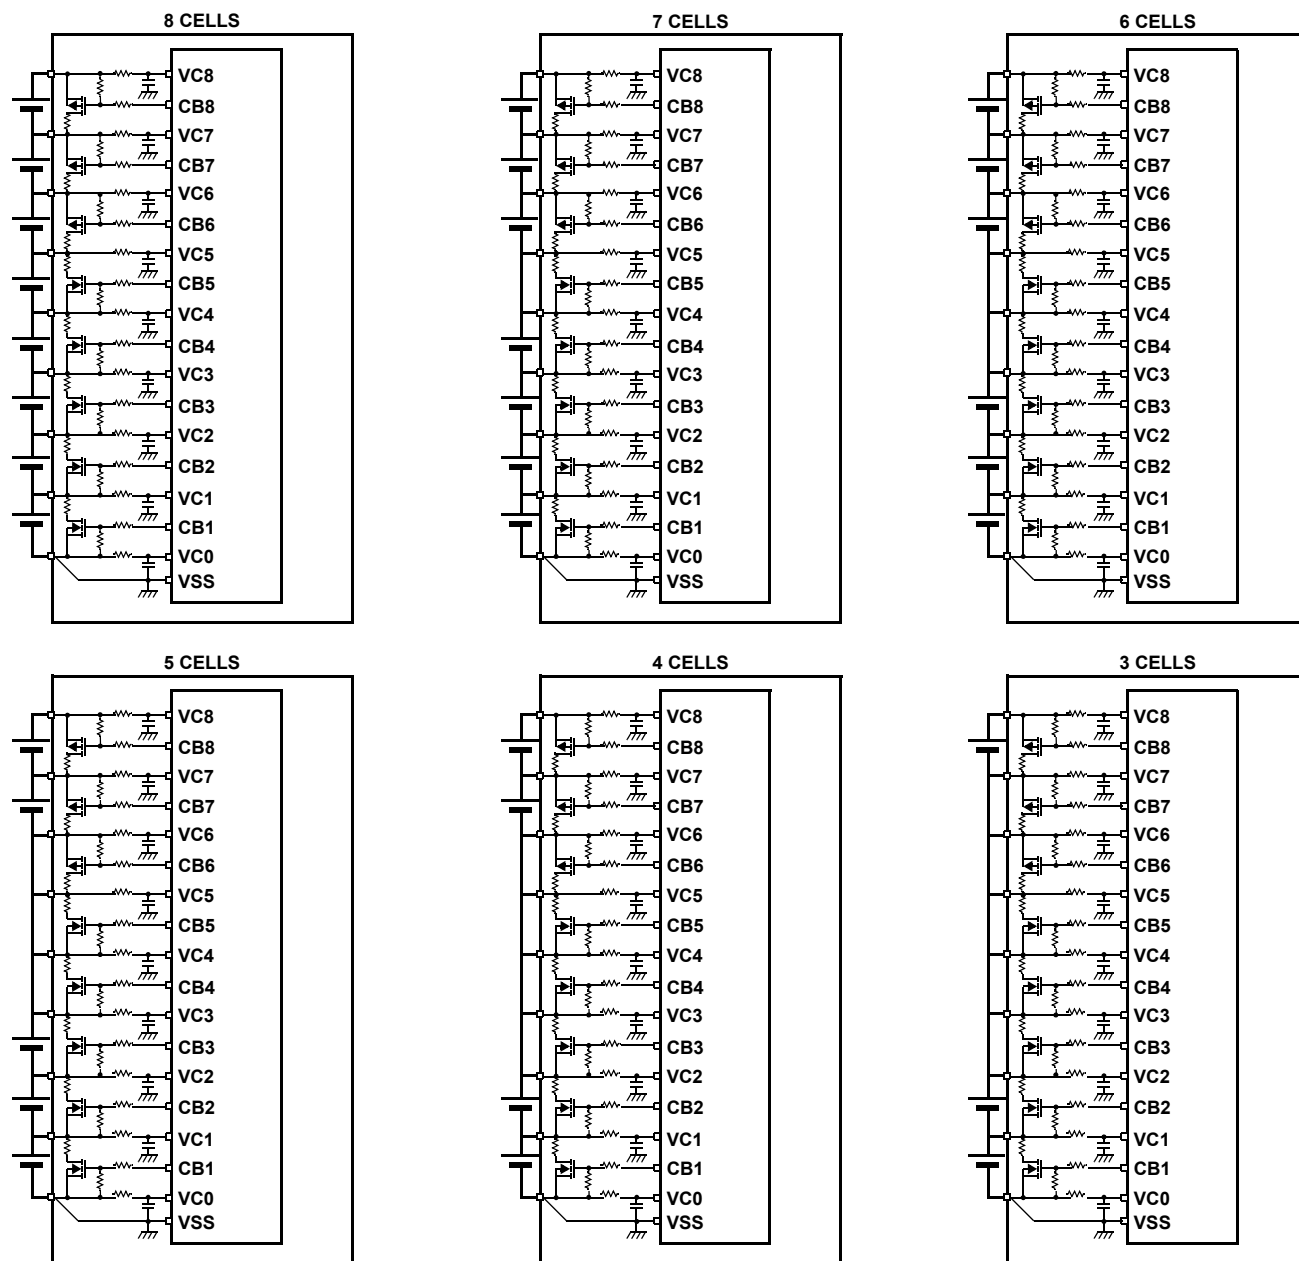 8 CELLS
VC8
CB8
VC7
CB7
VC6
CB6
VC5
CB5
VC4
CB4
VC3
CB3
VC2
CB2
VC1
CB1
VC0
VSS
7 CELLS
VC8
CB8
VC7
CB7
VC6
CB6
VC5
CB5
VC4
CB4
VC3
CB3
VC2
CB2
VC1
CB1
VC0
VSS
6 CELLS
VC8
CB8
VC7
CB7
VC6
CB6
VC5
CB5
VC4
CB4
VC3
CB3
VC2
CB2
VC1
CB1
VC0
VSS
5 CELLS
VC8
CB8
VC7
CB7
VC6
CB6
VC5
CB5
VC4
CB4
VC3
CB3
VC2
CB2
VC1
CB1
VC0
VSS
4 CELLS
VC8
CB8
VC7
CB7
VC6
CB6
VC5
CB5
VC4
CB4
VC3
CB3
VC2
CB2
VC1
CB1
VC0
VSS
3 CELLS
VC8
CB8
VC7
CB7
VC6
CB6
VC5
CB5
VC4
CB4
VC3
CB3
VC2
CB2
VC1
CB1
VC0
VSS